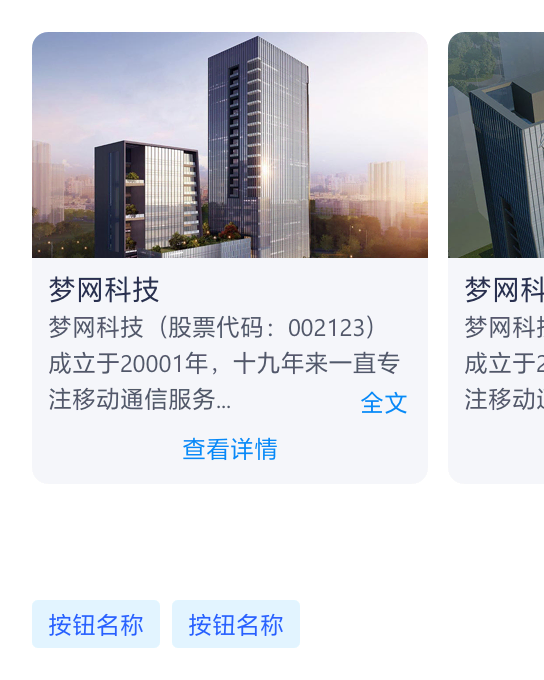 梦网科技
梦网科技（股票代码：002123）
成立于20001年，十九年来一直专
注移动通信服务...
全文
查看详情
梦网科
梦网科
成立于2
注移动
按钮名称
按钮名称